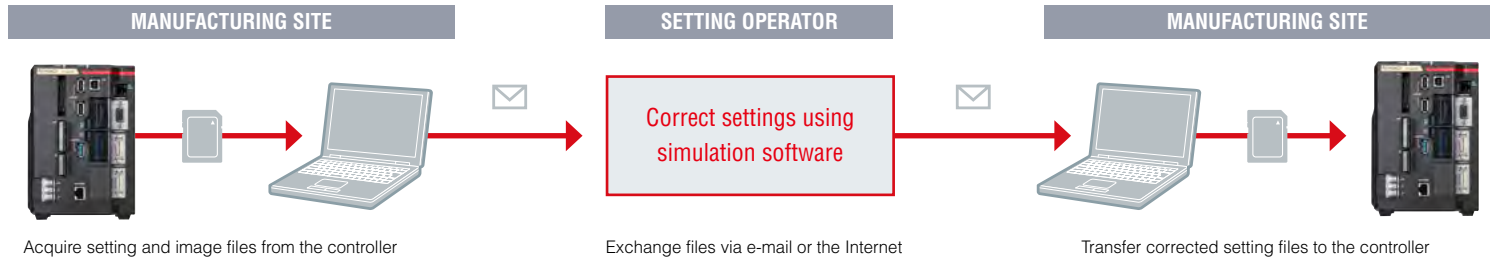 MANUFACTURING SITE
SETTING OPERATOR
MANUFACTURING SITE
Correct settings using
simulation software
Acquire setting and image files from the controller
Exchange files via e-mail or the Internet
Transfer corrected setting files to the controller